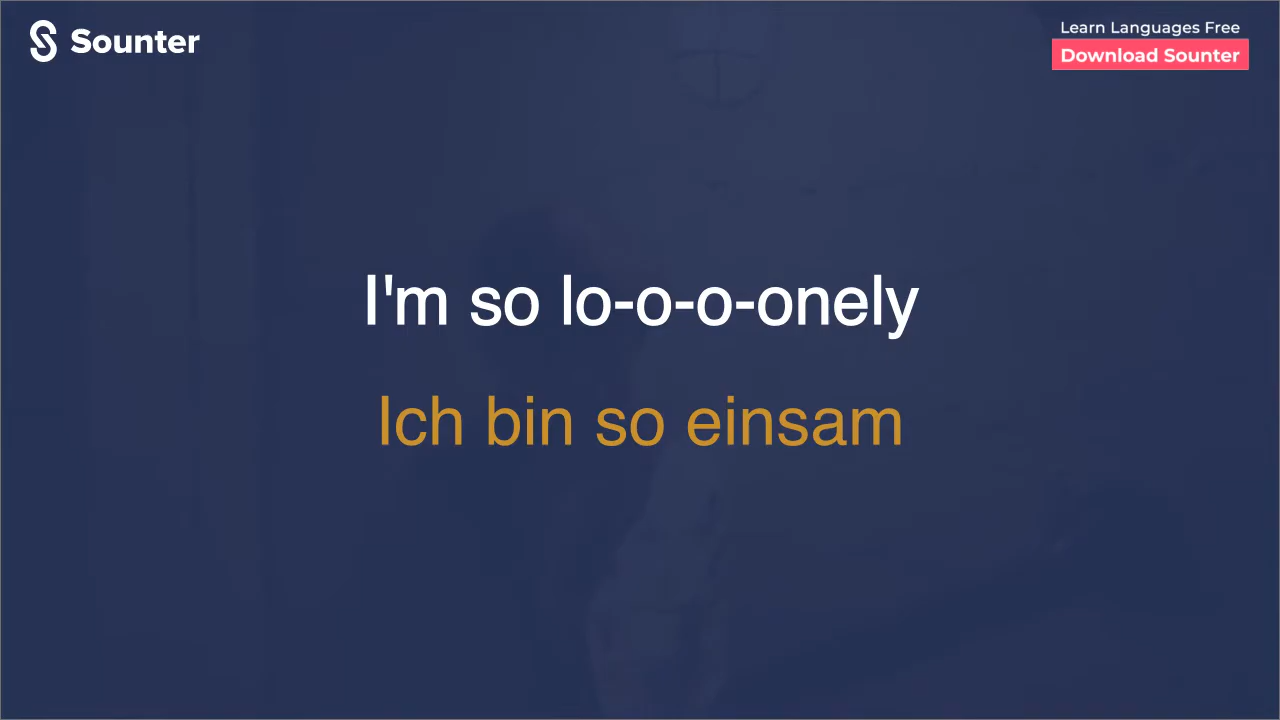 Sounter
Learn Languages Free
Download Sounter
I'm so lo-o-o-onely
Ich bin so einsam